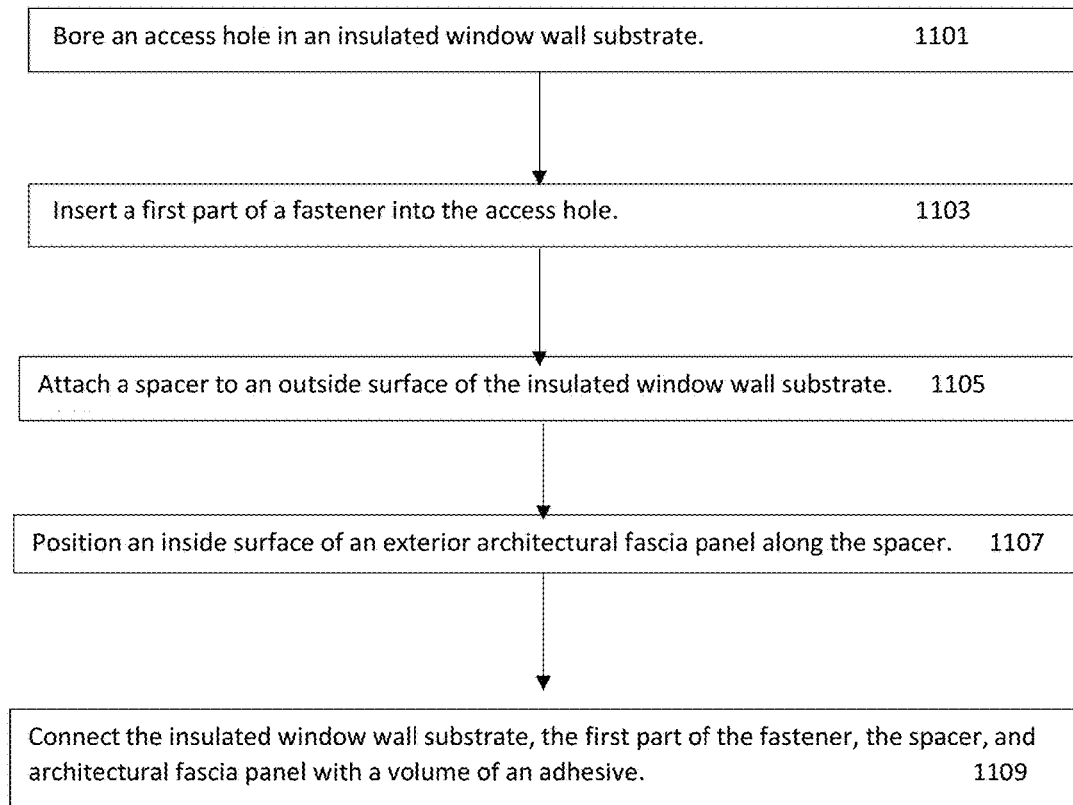 Bore an access hole in an insulated window wall substrate. 1101
Insert a first part of a fastener into the access hole. 1103
Attach a spacer to an outside surface of the insulated window wall substrate. 1105
Position an inside surface of an exterior architectural fascia panel along the spacer. 1107
Connect the insulated window wall substrate, the first part of the fastener, the spacer, and
architectural fascia panel with a volume of an adhesive. 1109